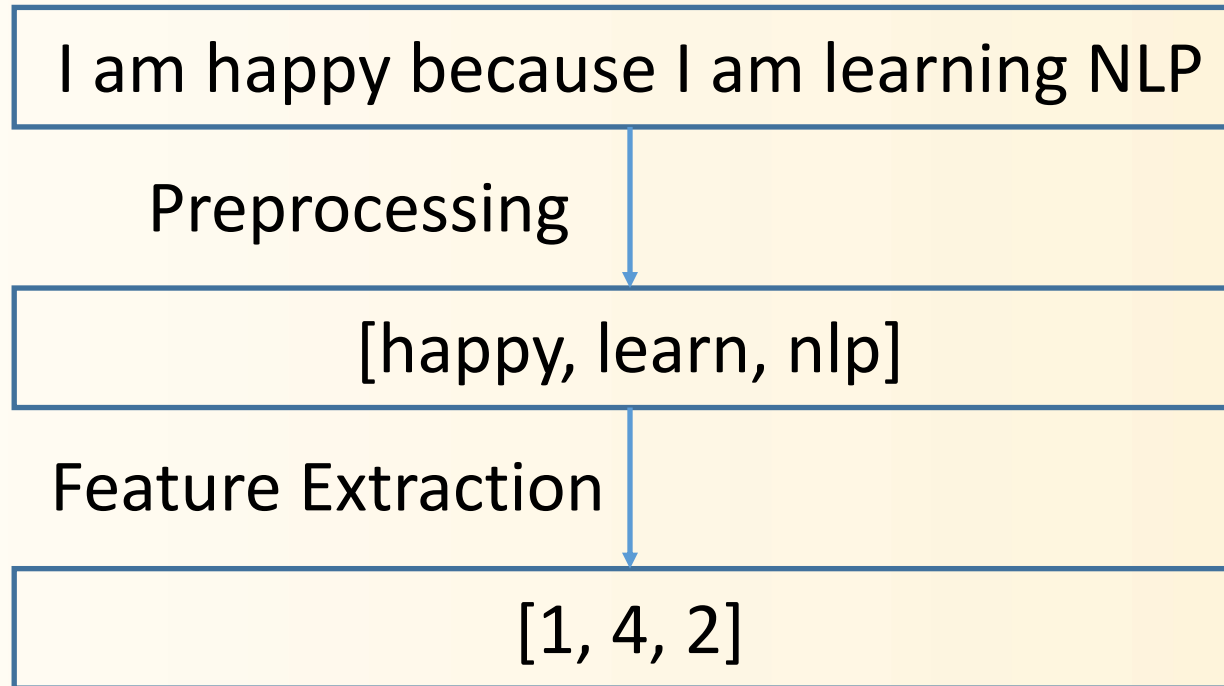 I am happy because I am learning NLP
Preprocessing
[happy, learn, nlp]
Feature Extraction
[1, 4, 2]